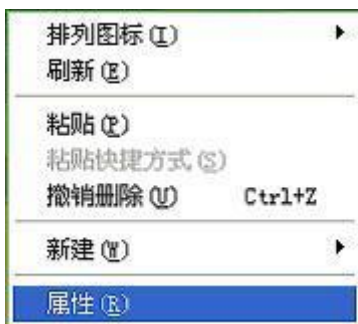 排列图标(I)
刷新(E)
粘贴(P)
粘贴快捷方式(S)
撤销删除(U) Ctrl+Z
新建(W)
属性(R)